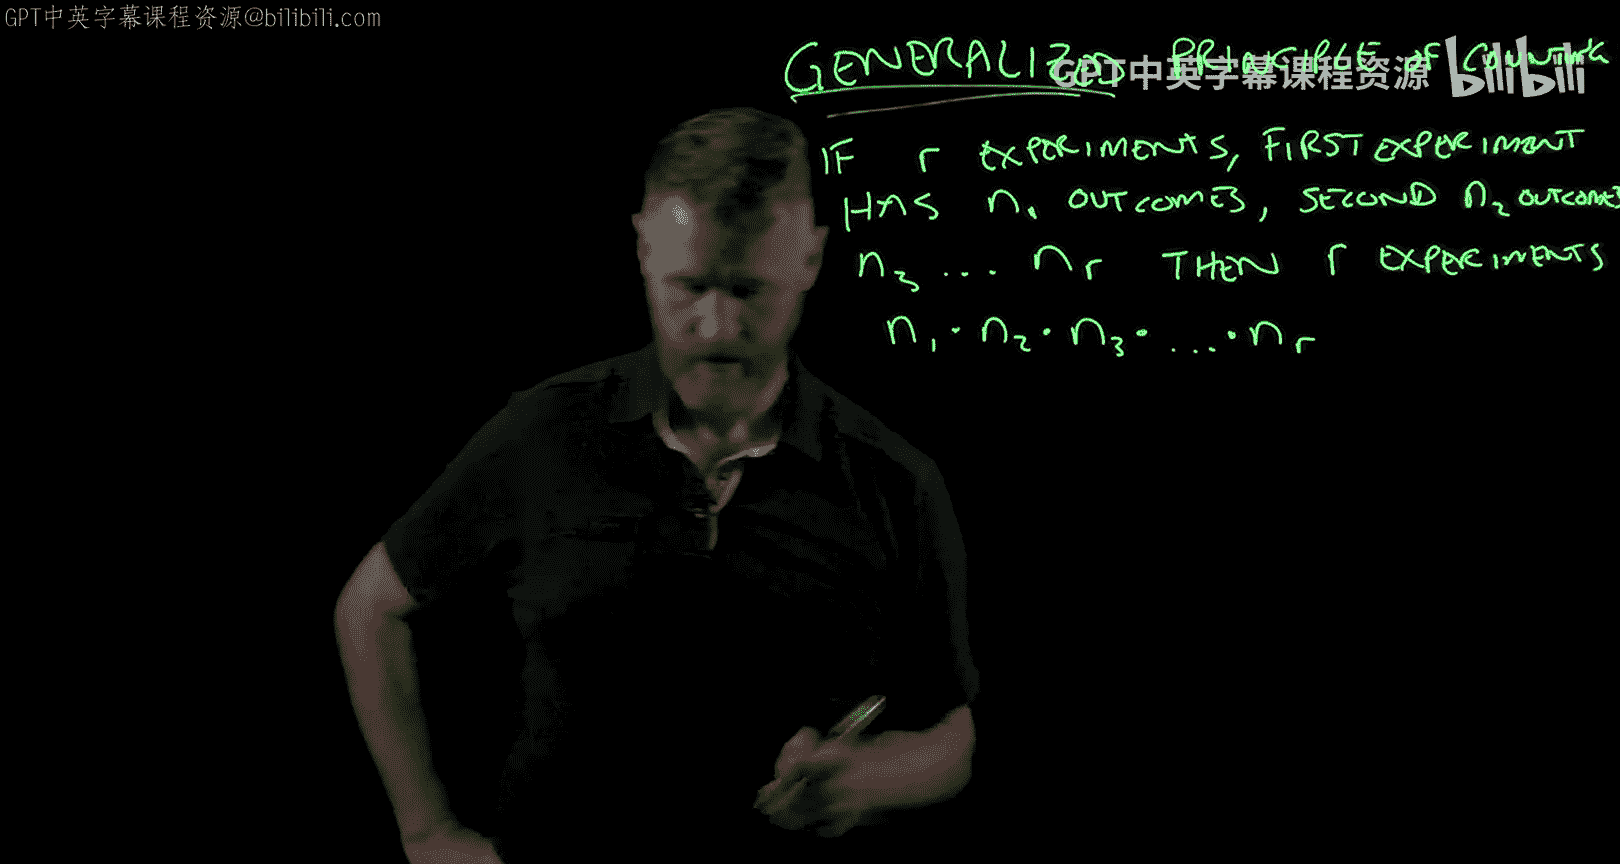 GPT中英字幕课程资源@bilibili.com
GENERALIZED PRINCIPLE OF
GPT中英字幕课程资源 bilibili
IF r EXPERIMENTS, FIRST EXPERIMENT
HAS n₁ OUTCOMES, SECOND n₂ OUTCOMES
n₃ ... nᵣ THEN r EXPERIMENTS
n₁ · n₂ · n₃ · ... · nᵣ